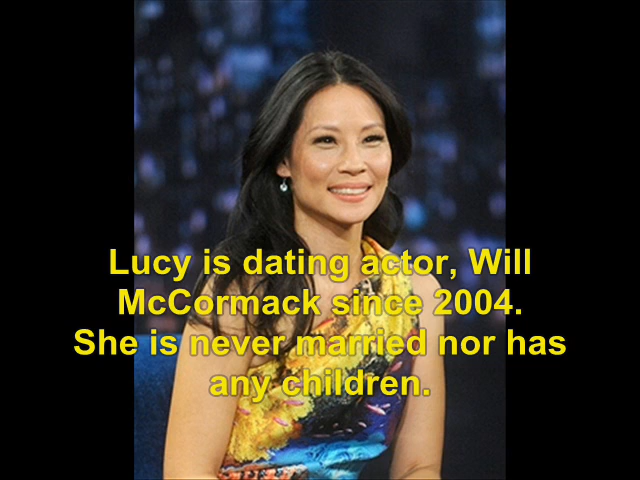 Lucy is dating actor, Will
McCormack since 2004.
She is never married nor has
any children.